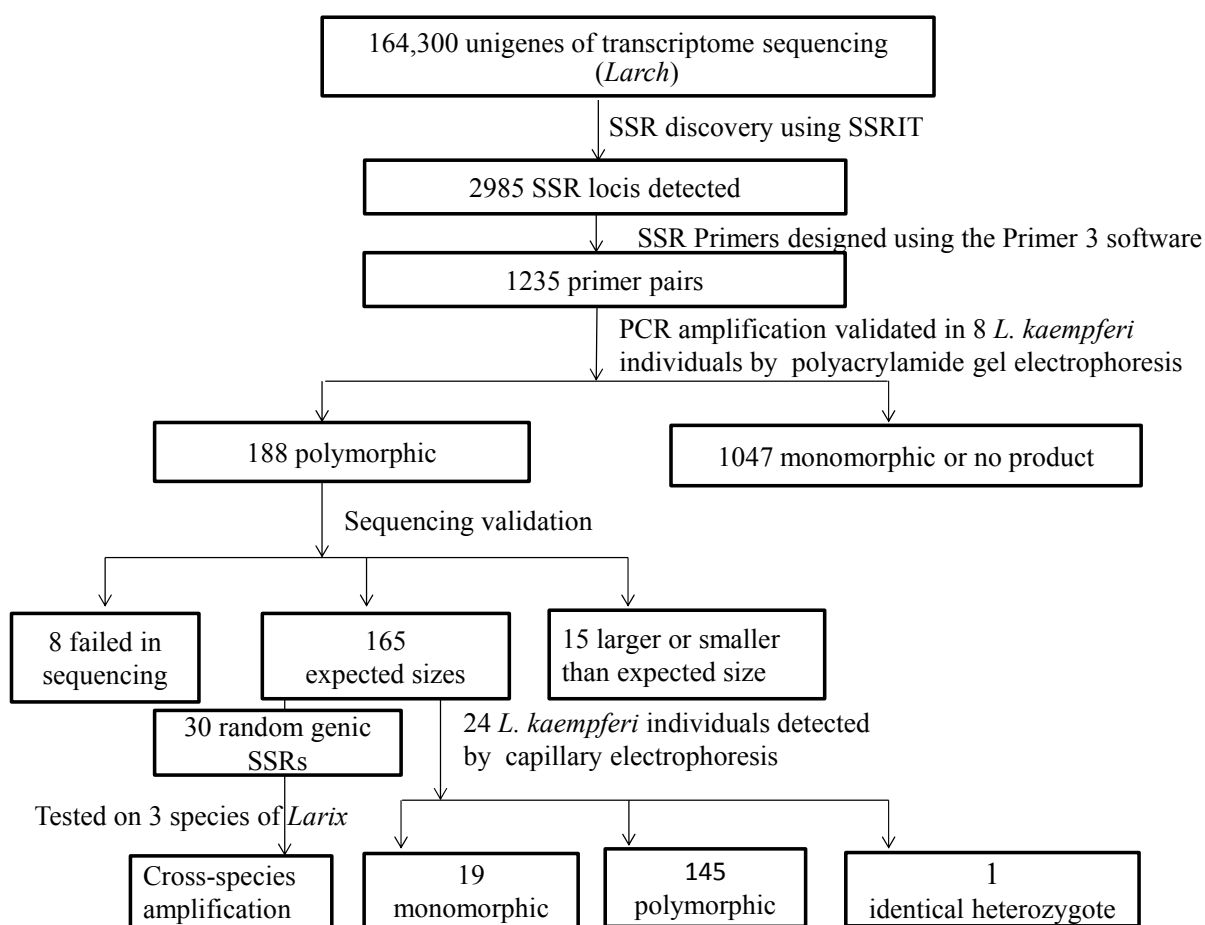 164,300 unigenes of transcriptome sequencing
(Larch)
SSR discovery using SSRIT
2985 SSR locis detected
SSR Primers designed using the Primer 3 software
1235 primer pairs
PCR amplification validated in 8 L. kaempferi
individuals by polyacrylamide gel electrophoresis
188 polymorphic
1047 monomorphic or no product
Sequencing validation
8 failed in
sequencing
165
expected sizes
15 larger or smaller
than expected size
30 random genic
SSRs
24 L. kaempferi individuals detected
by capillary electrophoresis
Tested on 3 species of Larix
Cross-species
amplification
19
monomorphic
145
polymorphic
1
identical heterozygote